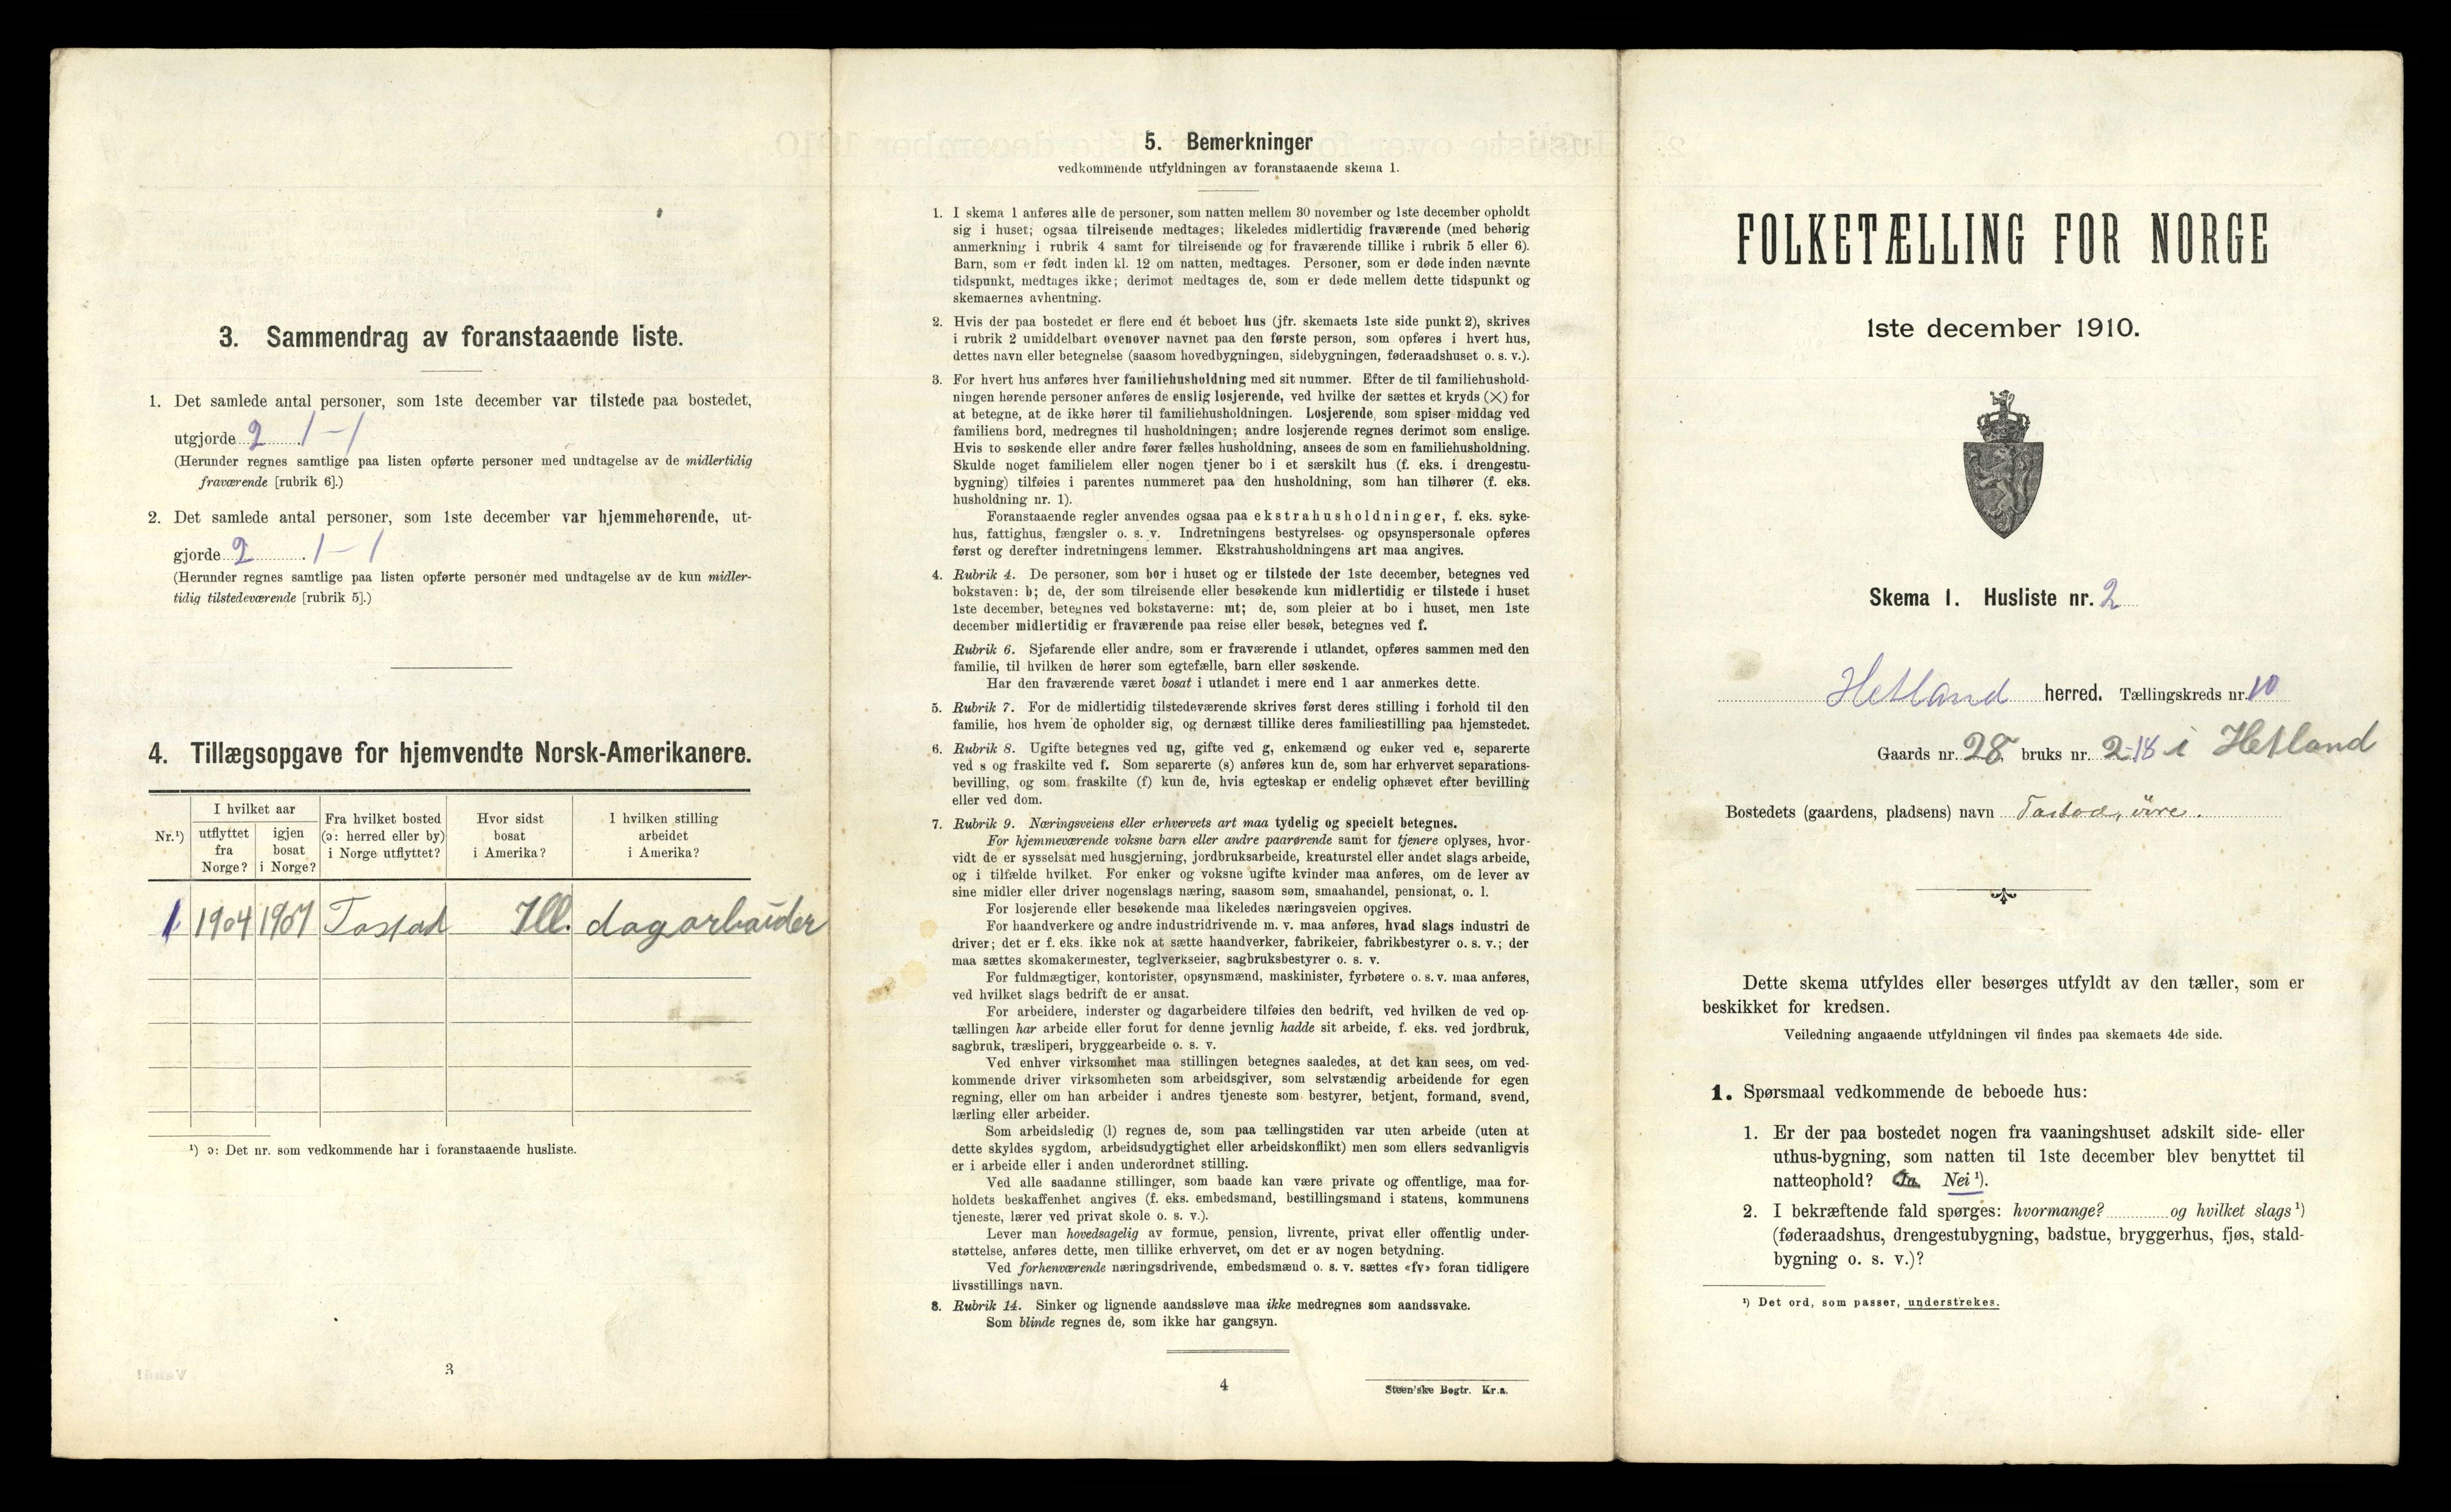 3. Sammendrag av foranstaaende liste.
1. Det samlede antal personer, som 1ste december var tilstede paa bostedet,
utgjorde 2 1 – 1
(Herunder regnes samtlige paa listen opførte personer med undtagelse av de midlertidig
fraværende [rubrik 6].)
2. Det samlede antal personer, som 1ste december var hjemmehørende, ut-
gjorde 2 . 1 – 1
(Herunder regnes samtlige paa listen opførte personer med undtagelse av de kun midler-
tidig tilstedeværende [rubrik 5].)
4. Tillægsopgave for hjemvendte Norsk-Amerikanere.
Nr.¹)
I hvilket aar
utflyttet fra Norge?
igjen bosat i Norge?
Fra hvilket bosted (ɔ: herred eller by) i Norge utflyttet?
Hvor sidst bosat i Amerika?
I hvilken stilling arbeidet i Amerika?
1 1904 1907 Tastad Ill. dagarbaider
¹) ɔ: Det nr. som vedkommende har i foranstaaende husliste.
3
5. Bemerkninger
vedkommende utfyldningen av foranstaaende skema 1.
1. I skema 1 anføres alle de personer, som natten mellem 30 november og 1ste december opholdt
sig i huset; ogsaa tilreisende medtages; likeledes midlertidig fraværende (med behørig
anmerkning i rubrik 4 samt for tilreisende og for fraværende tillike i rubrik 5 eller 6).
Barn, som er født inden kl. 12 om natten, medtages. Personer, som er døde inden nævnte
tidspunkt, medtages ikke; derimot medtages de, som er døde mellem dette tidspunkt og
skemaernes avhentning.
2. Hvis der paa bostedet er flere end ét beboet hus (jfr. skemaets 1ste side punkt 2), skrives
i rubrik 2 umiddelbart ovenover navnet paa den første person, som opføres i hvert hus,
dettes navn eller betegnelse (saasom hovedbygningen, sidebygningen, føderaadshuset o. s. v.).
3. For hvert hus anføres hver familiehusholdning med sit nummer. Efter de til familiehushold-
ningen hørende personer anføres de enslig losjerende, ved hvilke der sættes et kryds (×) for
at betegne, at de ikke hører til familiehusholdningen. Losjerende, som spiser middag ved
familiens bord, medregnes til husholdningen; andre losjerende regnes derimot som enslige.
Hvis to søskende eller andre fører fælles husholdning, ansees de som en familiehusholdning.
Skulde noget familielem eller nogen tjener bo i et særskilt hus (f. eks. i drengestu-
bygning) tilføies i parentes nummeret paa den husholdning, som han tilhører (f. eks.
husholdning nr. 1).
Foranstaaende regler anvendes ogsaa paa ekstrahusholdninger, f. eks. syke-
hus, fattighus, fængsler o. s. v. Indretningens bestyrelses- og opsynspersonale opføres
først og derefter indretningens lemmer. Ekstrahusholdningens art maa angives.
4. Rubrik 4. De personer, som bor i huset og er tilstede der 1ste december, betegnes ved
bokstaven: b; de, der som tilreisende eller besøkende kun midlertidig er tilstede i huset
1ste december, betegnes ved bokstaverne: mt; de, som pleier at bo i huset, men 1ste
december midlertidig er fraværende paa reise eller besøk, betegnes ved f.
Rubrik 6. Sjøfarende eller andre, som er fraværende i utlandet, opføres sammen med den
familie, til hvilken de hører som egtefælle, barn eller søskende.
Har den fraværende været bosat i utlandet i mere end 1 aar anmerkes dette.
5. Rubrik 7. For de midlertidig tilstedeværende skrives først deres stilling i forhold til den
familie, hos hvem de opholder sig, og dernæst tillike deres familiestilling paa hjemstedet.
6. Rubrik 8. Ugifte betegnes ved ug, gifte ved g, enkemænd og enker ved e, separerte
ved s og fraskilte ved f. Som separerte (s) anføres kun de, som har erhvervet separations-
bevilling, og som fraskilte (f) kun de, hvis egteskap er endelig ophævet efter bevilling
eller ved dom.
7. Rubrik 9. Næringsveiens eller erhvervets art maa tydelig og specielt betegnes.
For hjemmeværende voksne barn eller andre paarørende samt for tjenere oplyses, hvor-
vidt de er sysselsat med husgjerning, jordbruksarbeide, kreaturstel eller andet slags arbeide,
og i tilfælde hvilket. For enker og voksne ugifte kvinder maa anføres, om de lever av
sine midler eller driver nogenslags næring, saasom søm, smaahandel, pensionat, o. l.
For losjerende eller besøkende maa likeledes næringsveien opgives.
For haandverkere og andre industridrivende m. v. maa anføres, hvad slags industri de
driver; det er f. eks. ikke nok at sætte haandverker, fabrikeier, fabrikbestyrer o. s. v.; der
maa sættes skomakermester, teglverkseier, sagbruksbestyrer o. s. v.
For fuldmægtiger, kontorister, opsynsmænd, maskinister, fyrbøtere o. s. v. maa anføres,
ved hvilket slags bedrift de er ansat.
For arbeidere, inderster og dagarbeidere tilføies den bedrift, ved hvilken de ved op-
tællingen har arbeide eller forut for denne jevnlig hadde sit arbeide, f. eks. ved jordbruk,
sagbruk, træsliperi, bryggearbeide o. s. v.
Ved enhver virksomhet maa stillingen betegnes saaledes, at det kan sees, om ved-
kommende driver virksomheten som arbeidsgiver, som selvstændig arbeidende for egen
regning, eller om han arbeider i andres tjeneste som bestyrer, betjent, formand, svend,
lærling eller arbeider.
Som arbeidsledig (l) regnes de, som paa tællingstiden var uten arbeide (uten at
dette skyldes sygdom, arbeidsudygtighet eller arbeidskonflikt) men som ellers sedvanligvis
er i arbeide eller i anden underordnet stilling.
Ved alle saadanne stillinger, som baade kan være private og offentlige, maa for-
holdets beskaffenhet angives (f. eks. embedsmand, bestillingsmand i statens, kommunens
tjeneste, lærer ved privat skole o. s. v.).
Lever man hovedsagelig av formue, pension, livrente, privat eller offentlig under-
støttelse, anføres dette, men tillike erhvervet, om det er av nogen betydning.
Ved forhenværende næringsdrivende, embedsmænd o. s. v. sættes «fv» foran tidligere
livsstillings navn.
8. Rubrik 14. Sinker og lignende aandssløve maa ikke medregnes som aandssvake.
Som blinde regnes de, som ikke har gangsyn.
4
Steen'ske Bogtr. Kr.a.
FOLKETÆLLING FOR NORGE
1ste december 1910.
Skema 1. Husliste nr. 2
Hetland herred. Tællingskreds nr. 10
Gaards nr. 28, bruks nr. 2-18 i Hetland
Bostedets (gaardens, pladsens) navn Tastad, øvre.
Dette skema utfyldes eller besørges utfyldt av den tæller, som er
beskikket for kredsen.
Veiledning angaaende utfyldningen vil findes paa skemaets 4de side.
1. Spørsmaal vedkommende de beboede hus:
1. Er der paa bostedet nogen fra vaaningshuset adskilt side- eller
uthus-bygning, som natten til 1ste december blev benyttet til
natteophold? Ja Nei ¹).
2. I bekræftende fald spørges: hvormange? og hvilket slags ¹)
(føderaadshus, drengestubygning, badstue, bryggerhus, fjøs, stald-
bygning o. s. v.)?
¹) Det ord, som passer, understrekes.